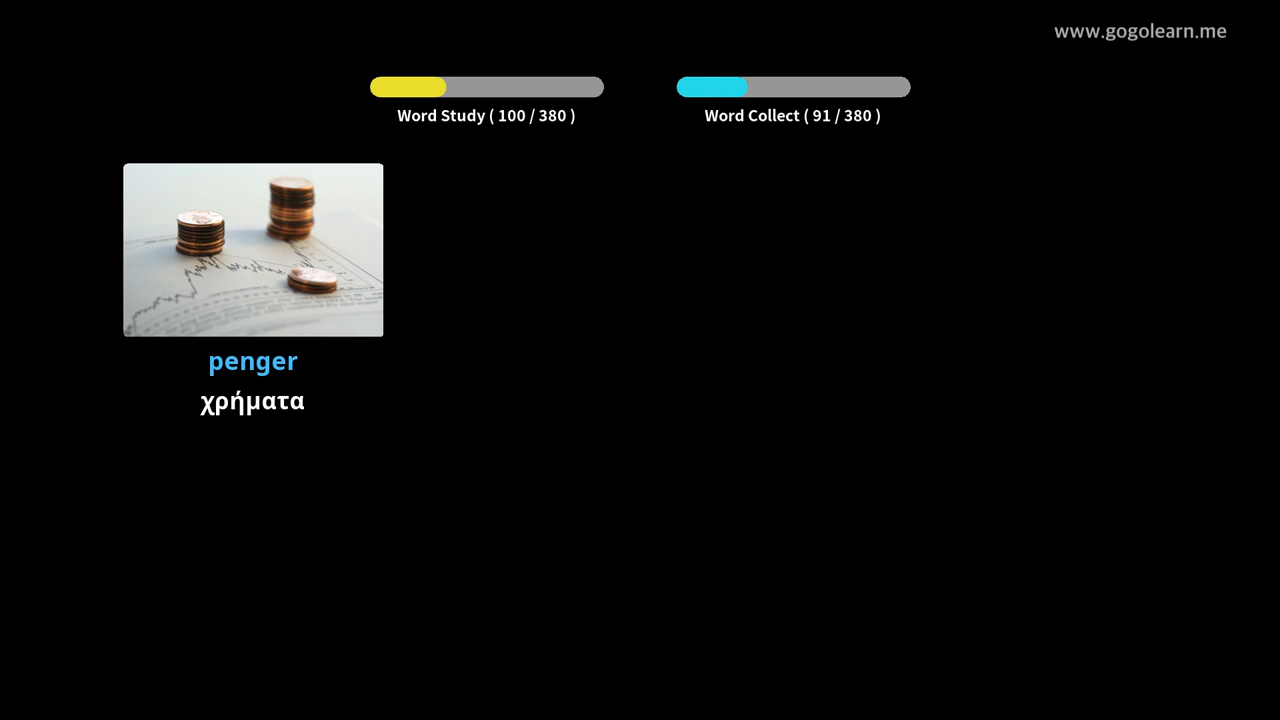 www.gogolearn.me
Word Study ( 100 / 380 )
Word Collect ( 91 / 380 )
penger
χρήματα